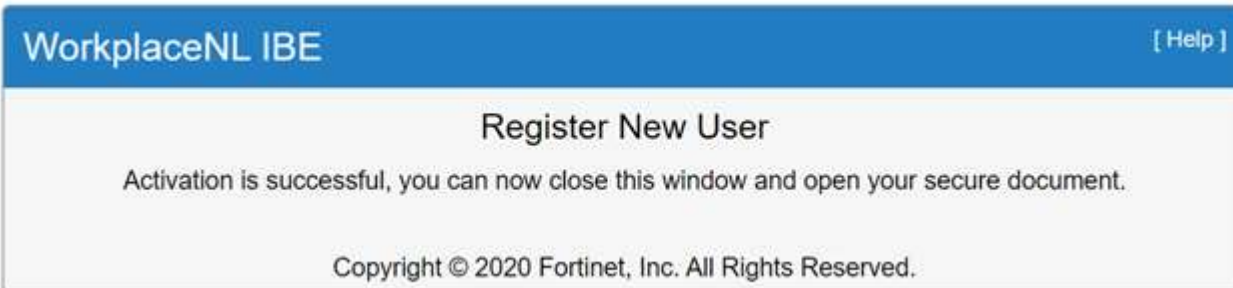 WorkplaceNL IBE
[ Help ]
Register New User
Activation is successful, you can now close this window and open your secure document.
Copyright © 2020 Fortinet, Inc. All Rights Reserved.